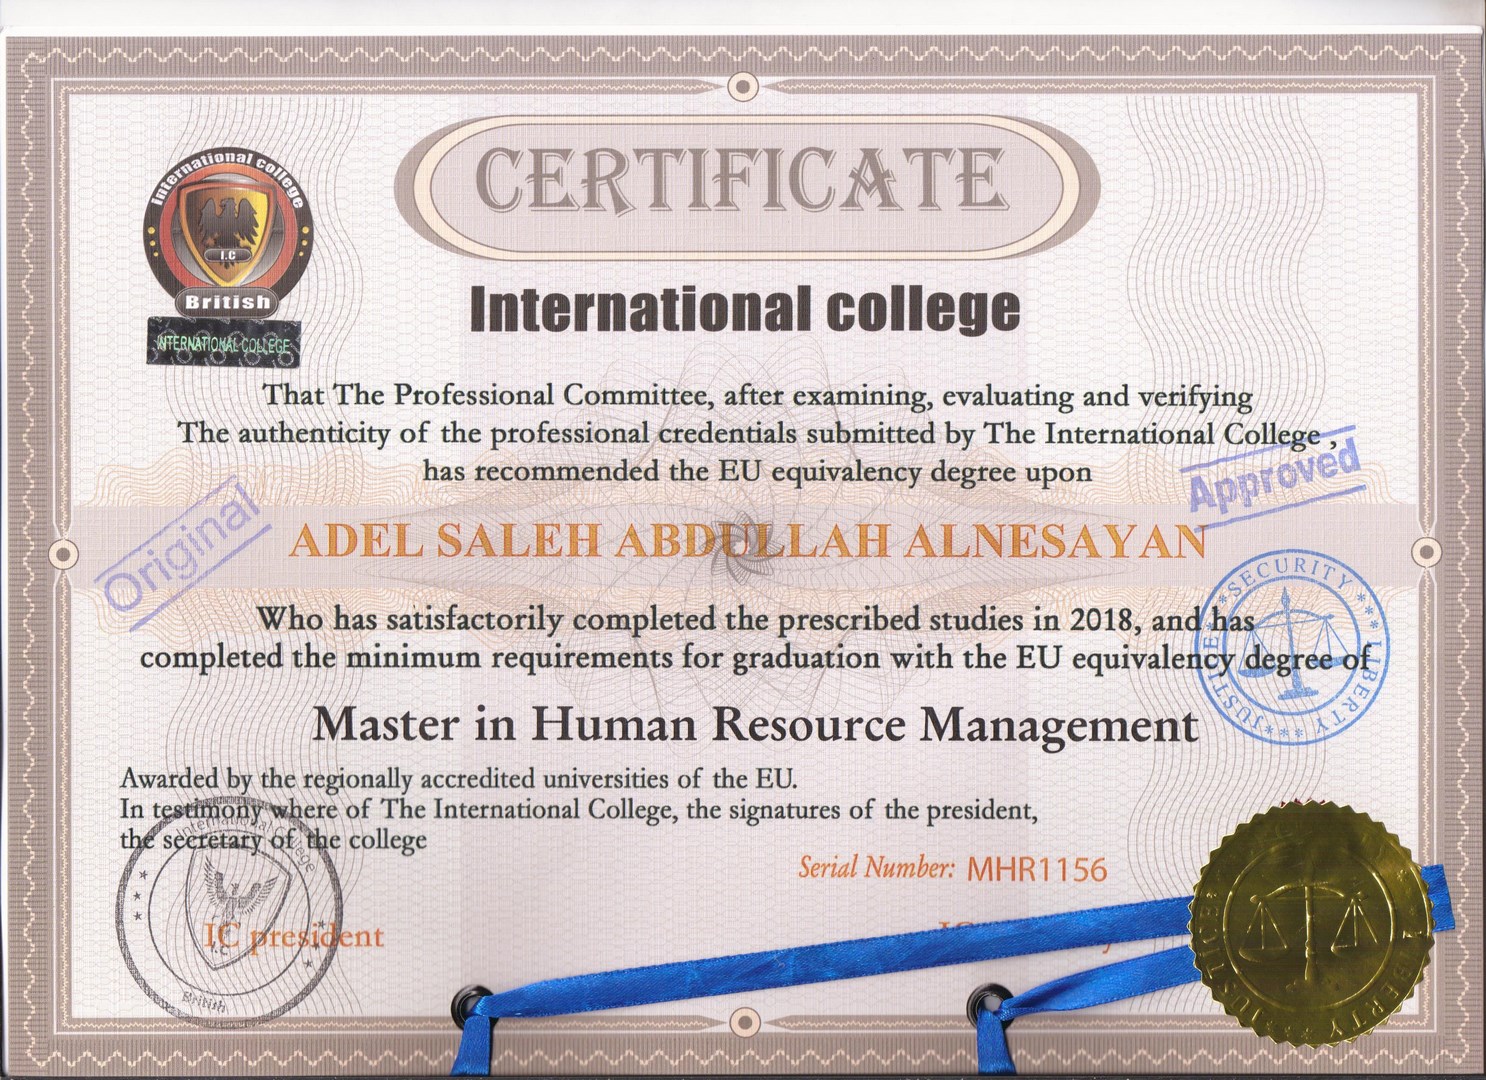 International college
I.C
British
INTERNATIONAL COLLEGE
CERTIFICATE
International college
That The Professional Committee, after examining, evaluating and verifying
The authenticity of the professional credentials submitted by The International College ,
has recommended the EU equivalency degree upon
Approved
Original
ADEL SALEH ABDULLAH ALNESAYAN
Who has satisfactorily completed the prescribed studies in 2018, and has
completed the minimum requirements for graduation with the EU equivalency degree of
SECURITY *** LIBERTY *** JUSTICE
Master in Human Resource Management
Awarded by the regionally accredited universities of the EU.
In testimony where of The International College, the signatures of the president,
the secretary of the college
Serial Number: MHR1156
IC president
International College
I.C
British
LIBERTY